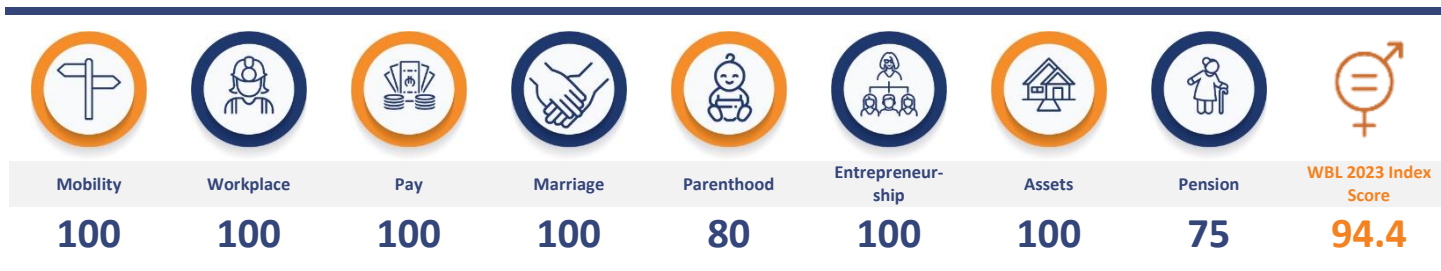 Mobility
Workplace
Pay
Marriage
Parenthood
Entrepreneur-
ship
Assets
Pension
WBL 2023 Index
Score
100
100
100
100
80
100
100
75
94.4